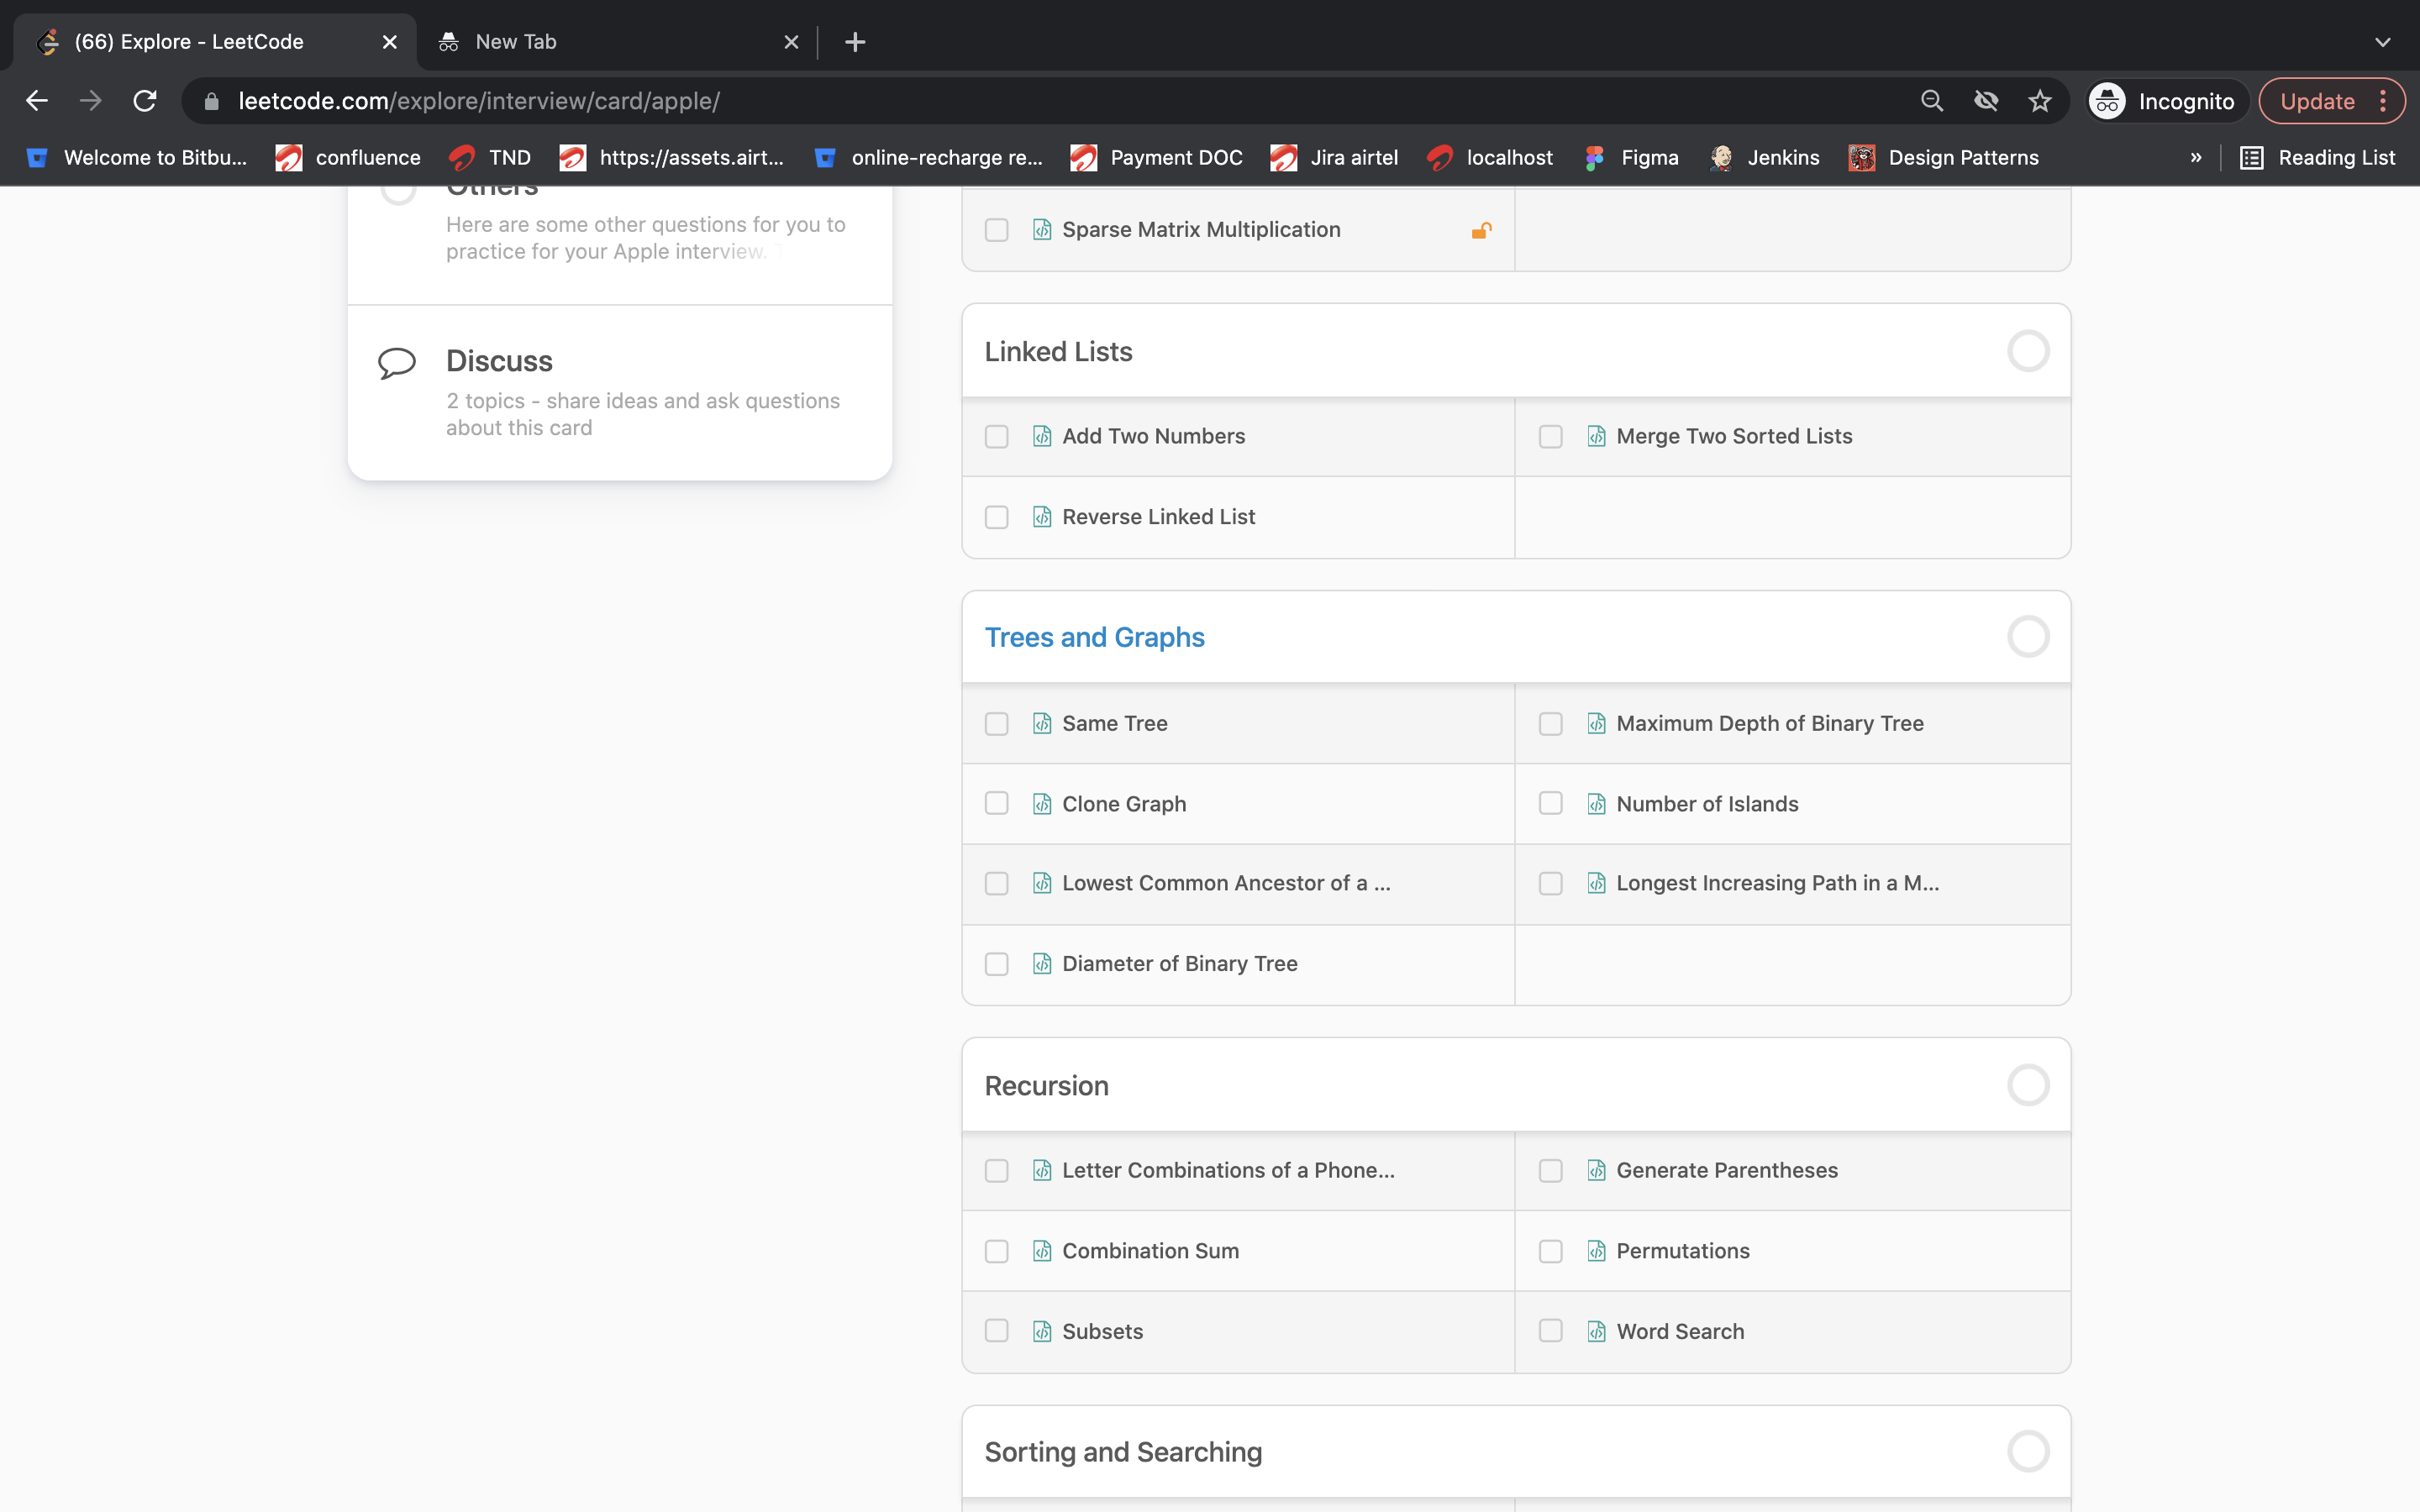 (66) Explore - LeetCode
New Tab
leetcode.com/explore/interview/card/apple/
Incognito
Update
Welcome to Bitbu...
confluence
TND
https://assets.airt...
online-recharge re...
Payment DOC
Jira airtel
localhost
Figma
Jenkins
Design Patterns
»
Reading List
Others
Here are some other questions for you to
practice for your Apple interview. T
Discuss
2 topics - share ideas and ask questions
about this card
Sparse Matrix Multiplication
Linked Lists
Add Two Numbers
Merge Two Sorted Lists
Reverse Linked List
Trees and Graphs
Same Tree
Maximum Depth of Binary Tree
Clone Graph
Number of Islands
Lowest Common Ancestor of a ...
Longest Increasing Path in a M...
Diameter of Binary Tree
Recursion
Letter Combinations of a Phone...
Generate Parentheses
Combination Sum
Permutations
Subsets
Word Search
Sorting and Searching